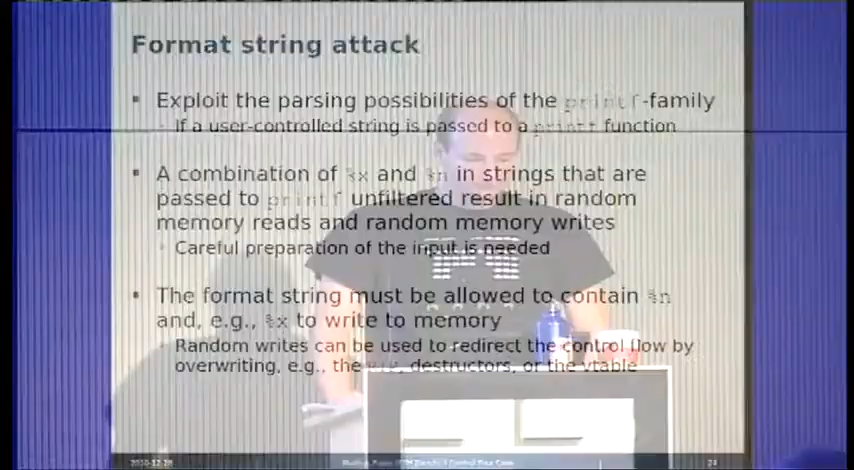 Format string attack
Exploit the parsing possibilities of the printf-family
If a user-controlled string is passed to a printf function
A combination of %x and %n in strings that are
passed to printf unfiltered result in random
memory reads and random memory writes
Careful preparation of the input is needed
The format string must be allowed to contain %n
and, e.g., %x to write to memory
Random writes can be used to redirect the control flow by
overwriting, e.g., the destructors, or the vtable
2010-12-28